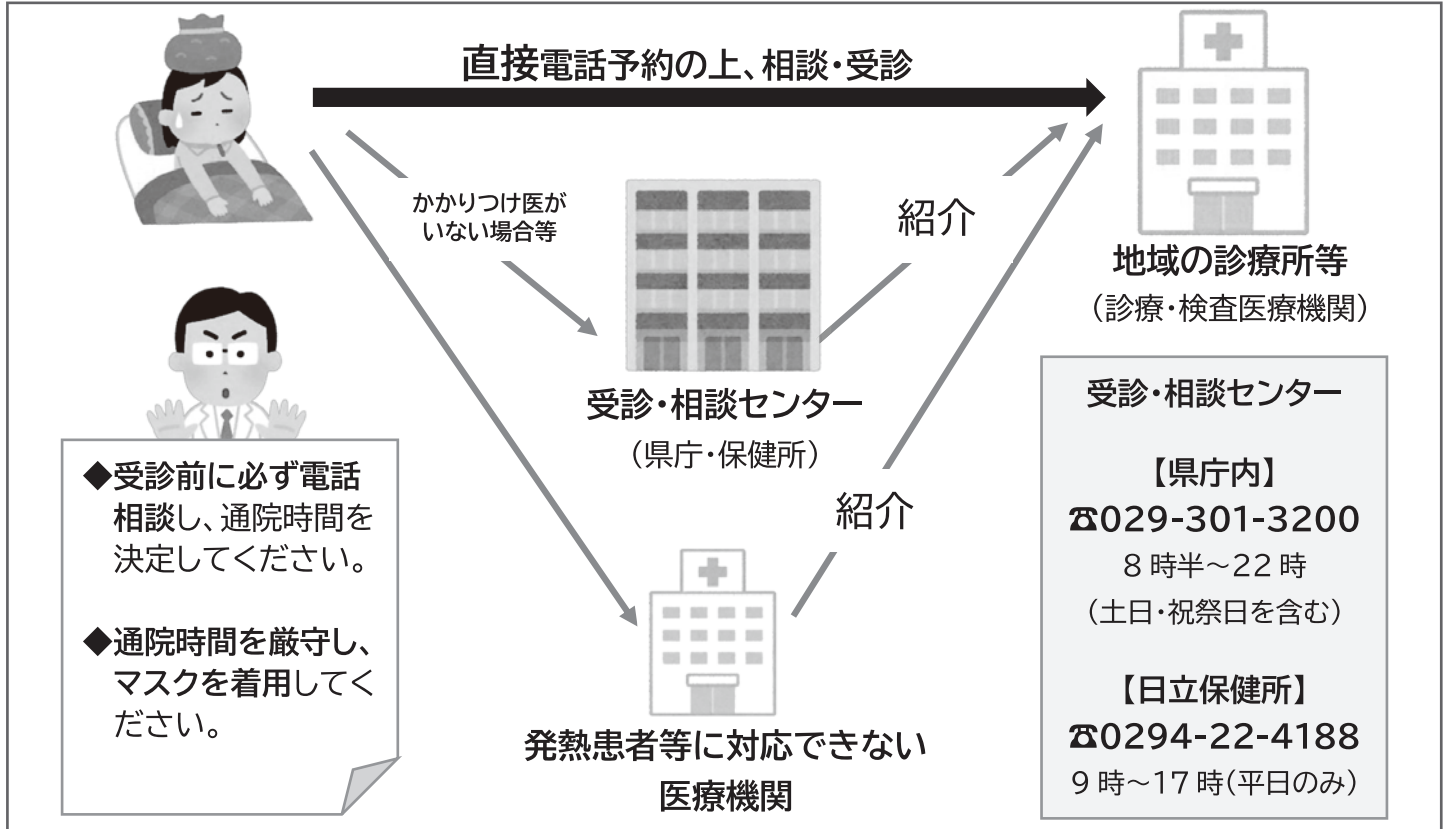 直接電話予約の上、相談・受診
かかりつけ医が
いない場合等
紹介
地域の診療所等
（診療・検査医療機関）
受診・相談センター
（県庁・保健所）
紹介
発熱患者等に対応できない
医療機関
◆受診前に必ず電話
相談し、通院時間を
決定してください。
◆通院時間を厳守し、
マスクを着用してく
ださい。
受診・相談センター
【県庁内】
☎029-301-3200
８時半～22時
（土日・祝祭日を含む）
【日立保健所】
☎0294-22-4188
９時～17時（平日のみ）